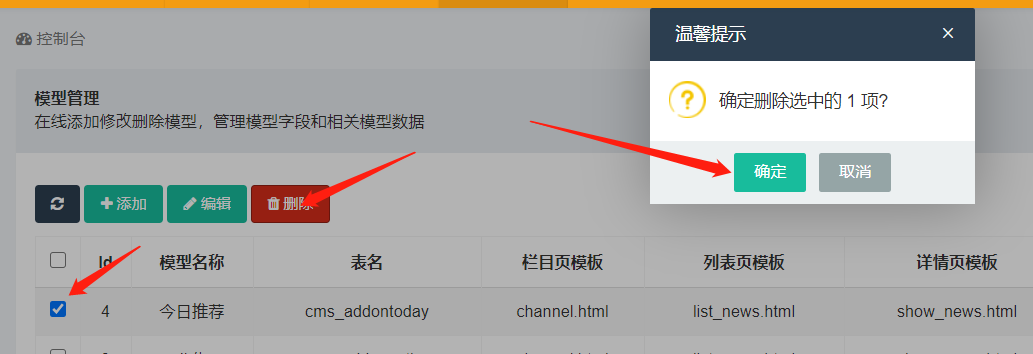 控制台
温馨提示
×
确定删除选中的 1 项?
确定
取消
模型管理
在线添加修改删除模型，管理模型字段和相关模型数据
添加
编辑
删除
Id
模型名称
表名
栏目页模板
列表页模板
详情页模板
4
今日推荐
cms_addontoday
channel.html
list_news.html
show_news.html